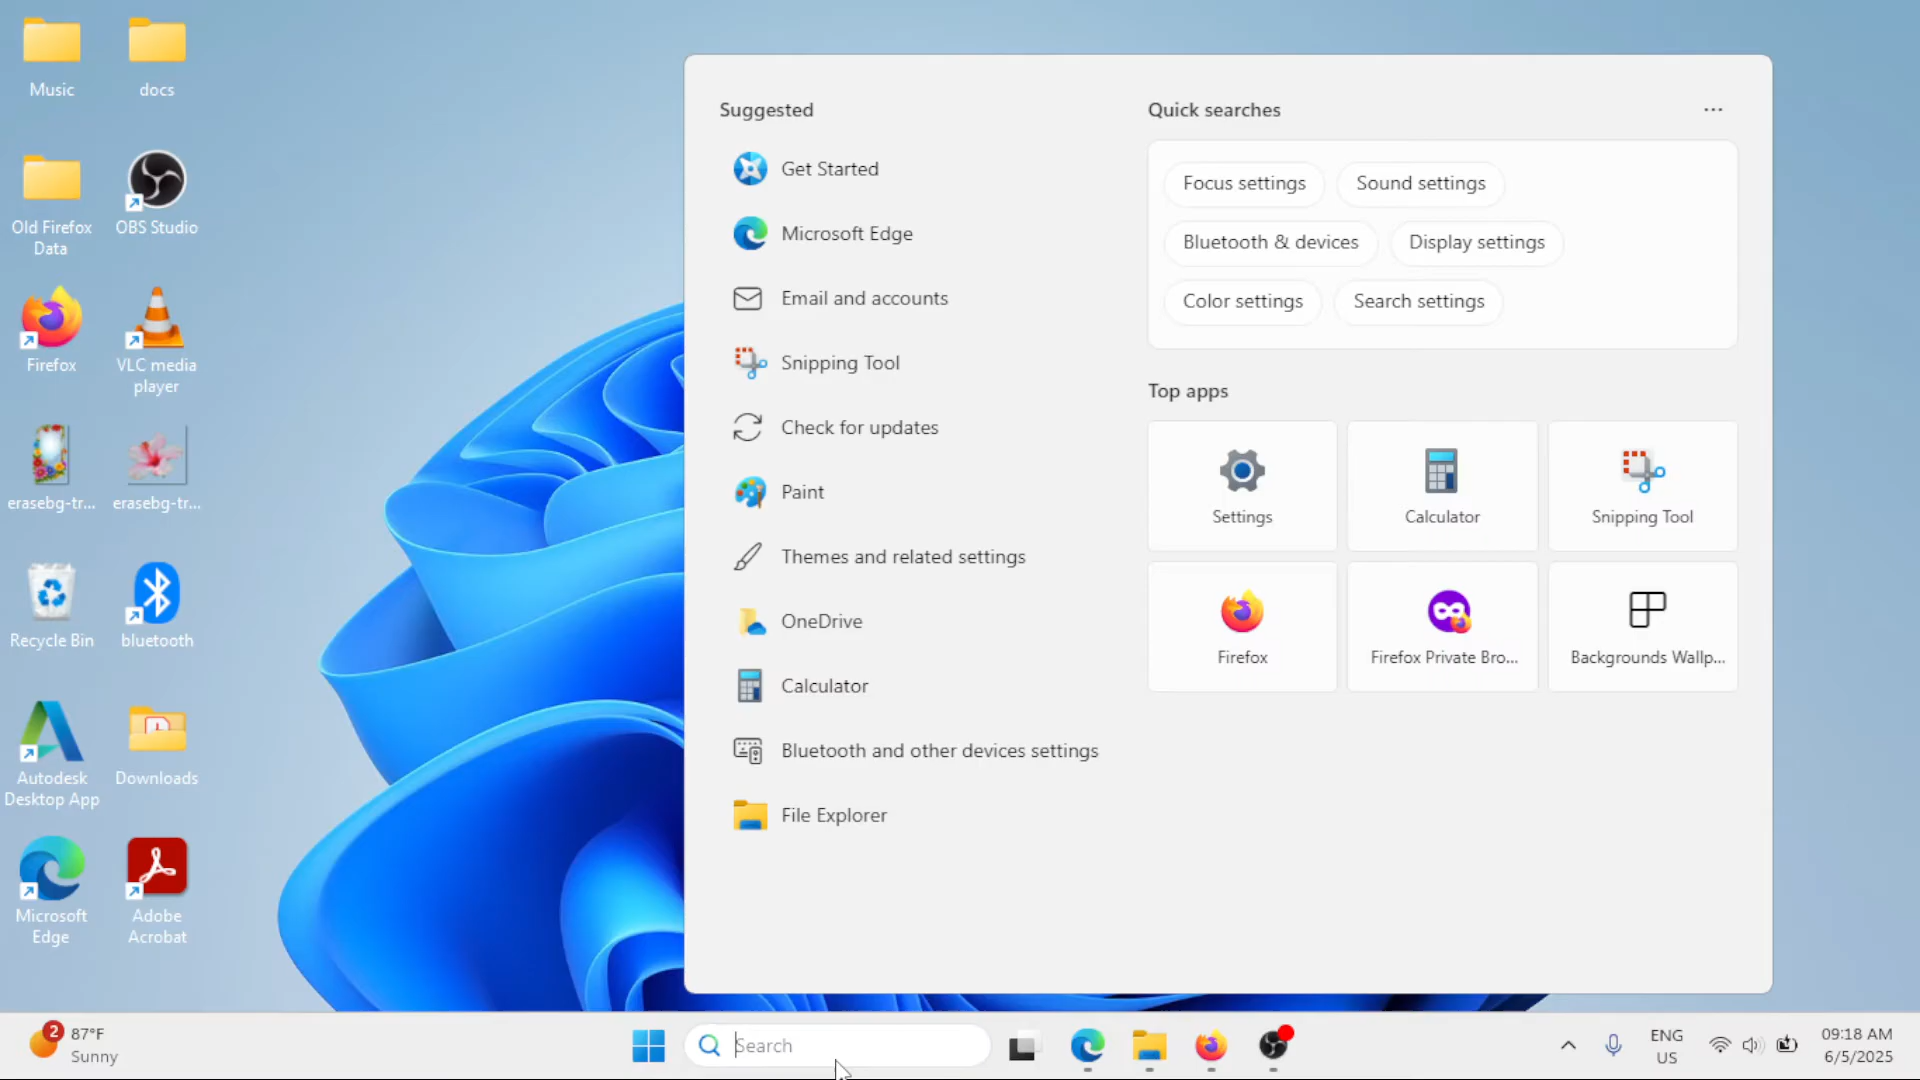 Music
docs
Old Firefox
Data
OBS Studio
Firefox
VLC media
player
erasebg-tr...
erasebg-tr...
Recycle Bin
bluetooth
Autodesk
Desktop App
Downloads
Microsoft
Edge
Adobe
Acrobat
Suggested
Get Started
Microsoft Edge
Email and accounts
Snipping Tool
Check for updates
Paint
Themes and related settings
OneDrive
Calculator
Bluetooth and other devices settings
File Explorer
Quick searches
Focus settings
Sound settings
Bluetooth & devices
Display settings
Color settings
Search settings
Top apps
Settings
Calculator
Snipping Tool
Firefox
Firefox Private Bro...
Backgrounds Wallp...
2
87°F
Sunny
Search
ENG
US
09:18 AM
6/5/2025